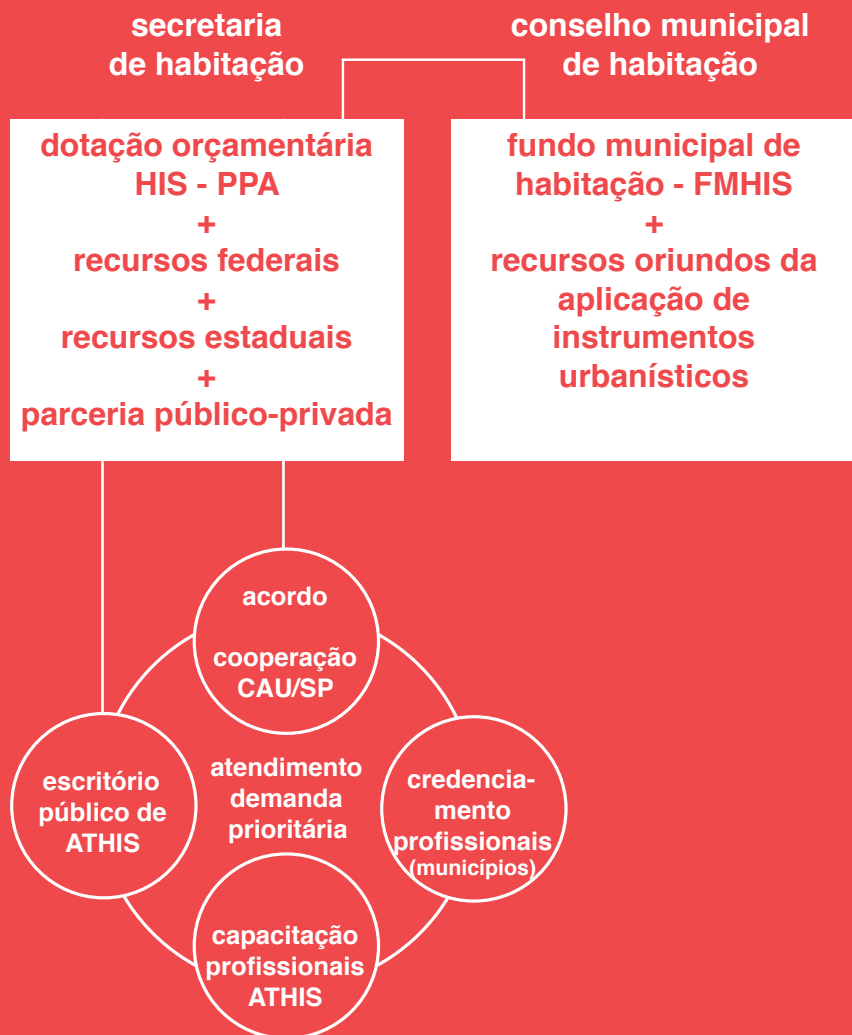 secretaria
de habitação
conselho municipal
de habitação
dotação orçamentária
HIS - PPA
+
recursos federais
+
recursos estaduais
+
parceria público-privada
fundo municipal de
habitação - FMHIS
+
recursos oriundos da
aplicação de
instrumentos
urbanísticos
acordo
cooperação
CAU/SP
escritório
público de
ATHIS
atendimento
demanda
prioritária
credencia-
mento
profissionais
(municípios)
capacitação
profissionais
ATHIS